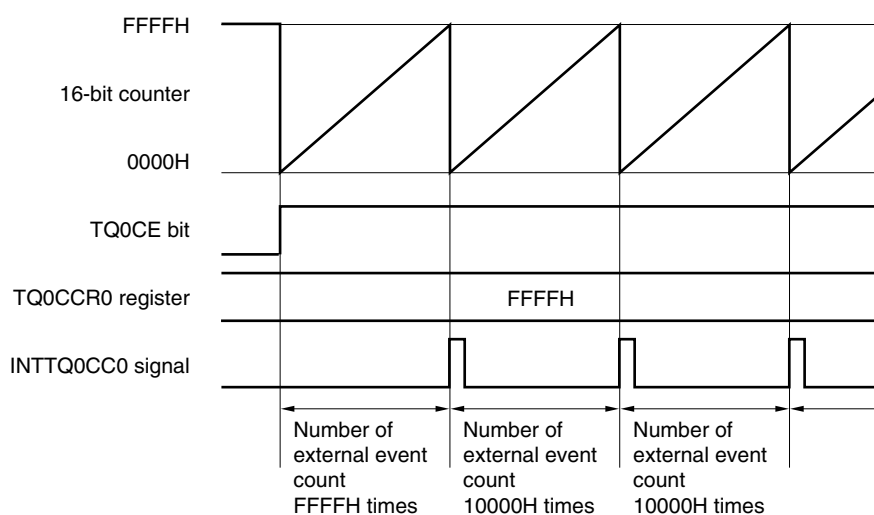 FFFFH
16-bit counter
0000H
TQ0CE bit
TQ0CCR0 register
FFFFH
INTTQ0CC0 signal
Number of
external event
count
FFFFH times
Number of
external event
count
10000H times
Number of
external event
count
10000H times